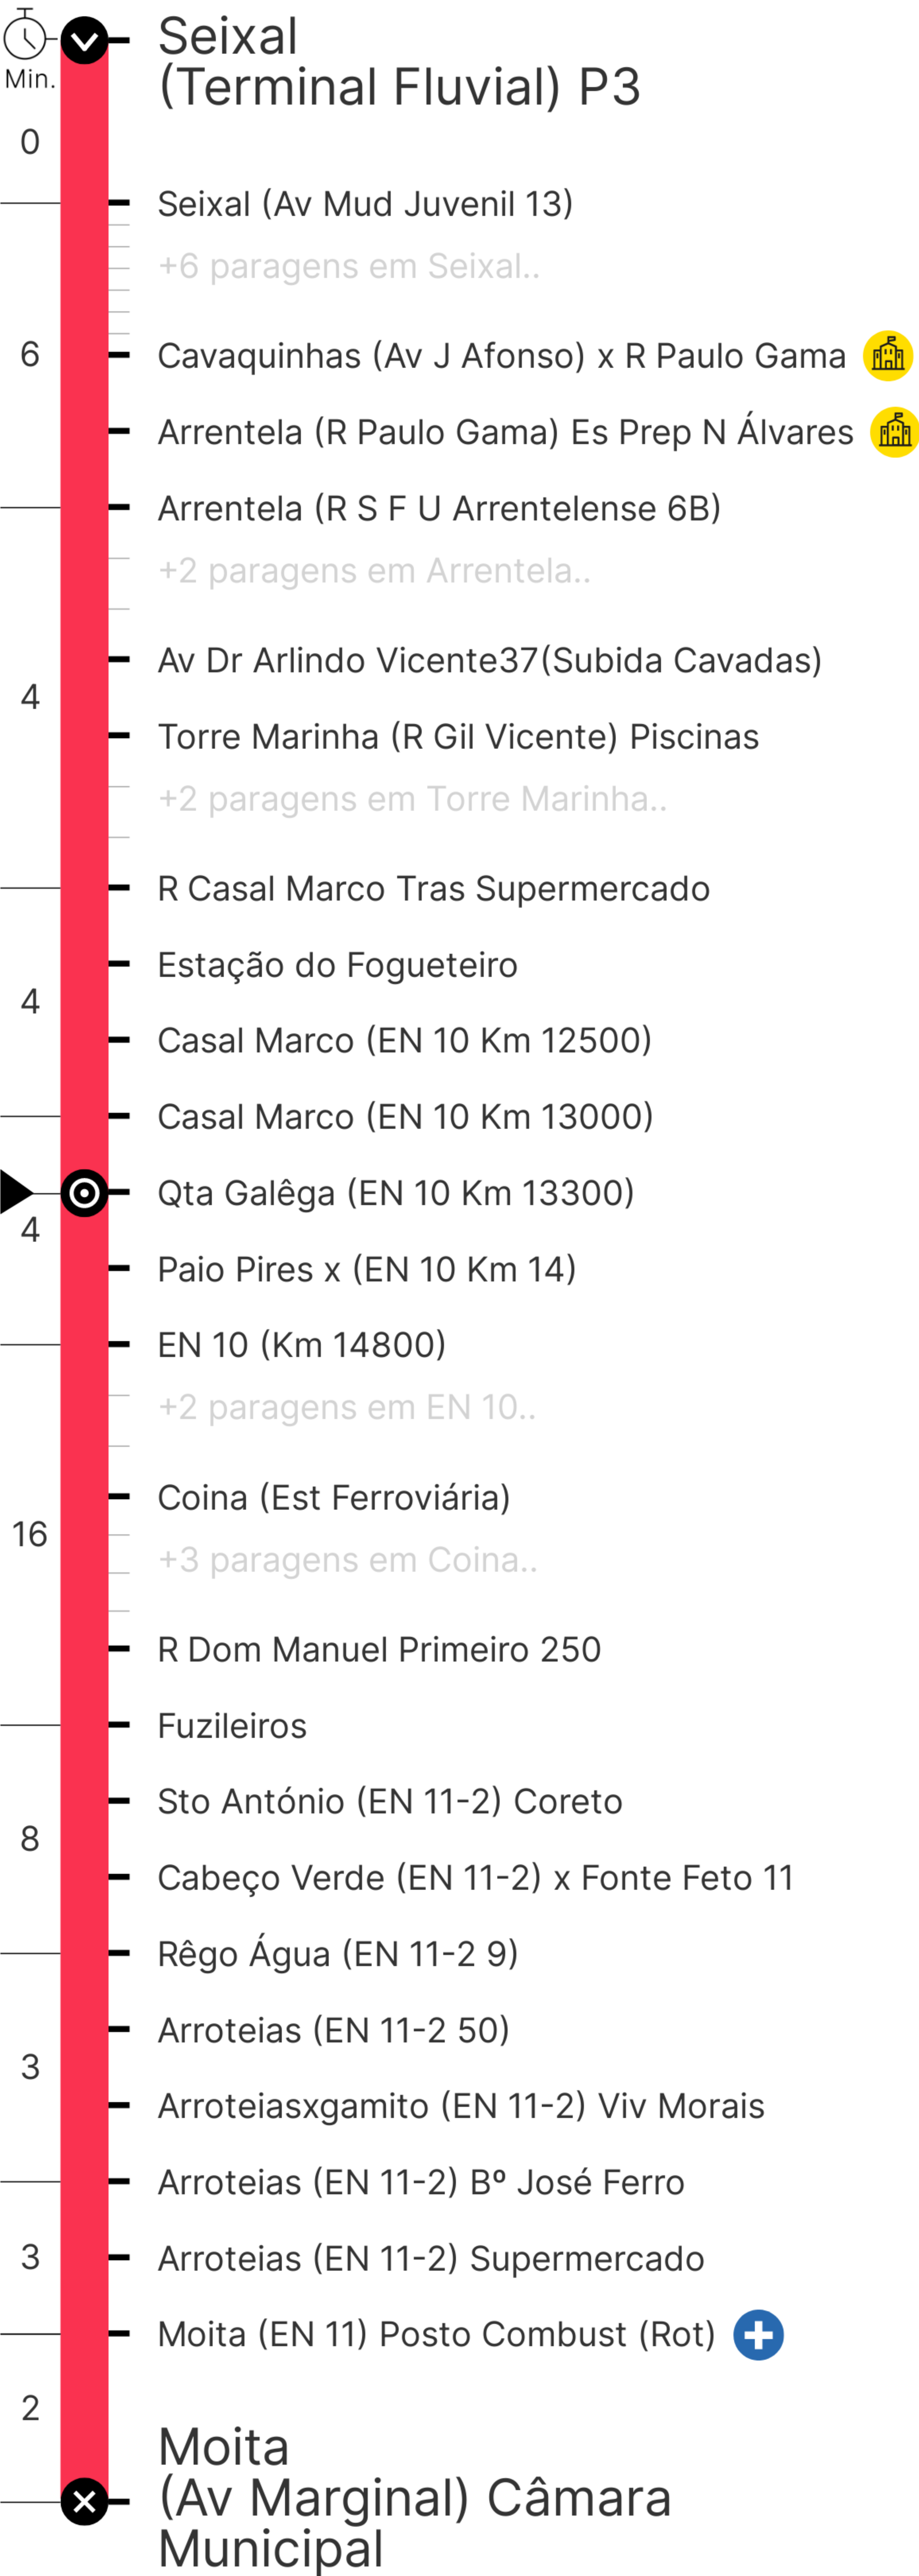 Seixal
(Terminal Fluvial) P3
Min.
0
Seixal (Av Mud Juvenil 13)
+6 paragens em Seixal..
6
Cavaquinhas (Av J Afonso) x R Paulo Gama
Arrentela (R Paulo Gama) Es Prep N Álvares
Arrentela (R S F U Arrentelense 6B)
+2 paragens em Arrentela..
Av Dr Arlindo Vicente37(Subida Cavadas)
4
Torre Marinha (R Gil Vicente) Piscinas
+2 paragens em Torre Marinha..
R Casal Marco Tras Supermercado
Estação do Fogueteiro
4
Casal Marco (EN 10 Km 12500)
Casal Marco (EN 10 Km 13000)
Qta Galêga (EN 10 Km 13300)
4
Paio Pires x (EN 10 Km 14)
EN 10 (Km 14800)
+2 paragens em EN 10..
Coina (Est Ferroviária)
16
+3 paragens em Coina..
R Dom Manuel Primeiro 250
Fuzileiros
Sto António (EN 11-2) Coreto
8
Cabeço Verde (EN 11-2) x Fonte Feto 11
Rêgo Água (EN 11-2 9)
Arroteias (EN 11-2 50)
3
Arroteiasxgamito (EN 11-2) Viv Morais
Arroteias (EN 11-2) Bº José Ferro
3
Arroteias (EN 11-2) Supermercado
Moita (EN 11) Posto Combust (Rot)
2
Moita
(Av Marginal) Câmara
Municipal